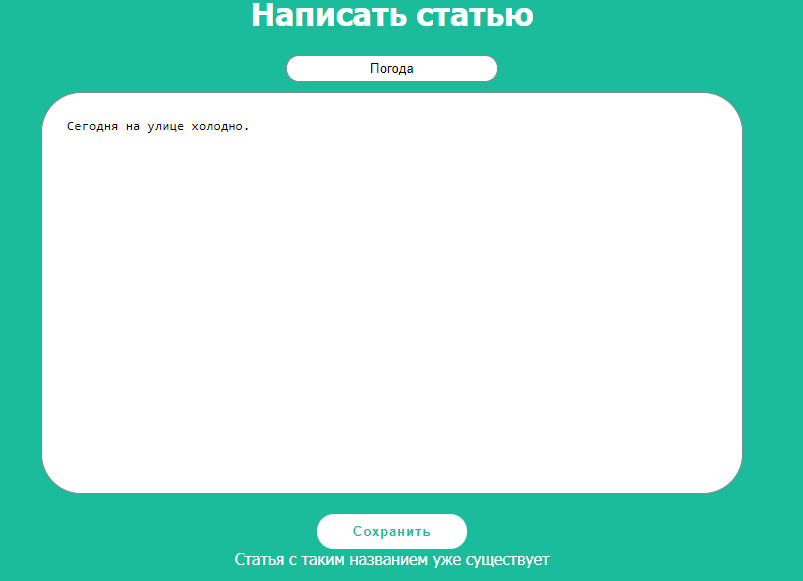 Написать статью
Погода
Сегодня на улице холодно.
Сохранить
Статья с таким названием уже существует